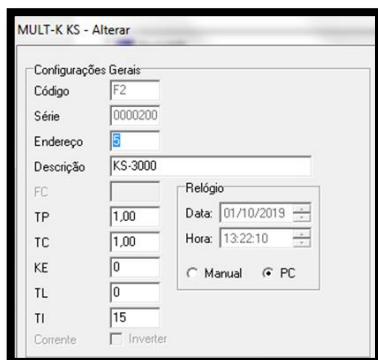 MULT-K KS - Alterar
Configurações Gerais
Código F2
Série 0000200
Endereço 5
Descrição KS-3000
FC
Relógio
TP 1,00
Data: 01/10/2019
TC 1,00
Hora: 13:22:10
KE 0
Manual PC
TL 0
TI 15
Corrente Inverter